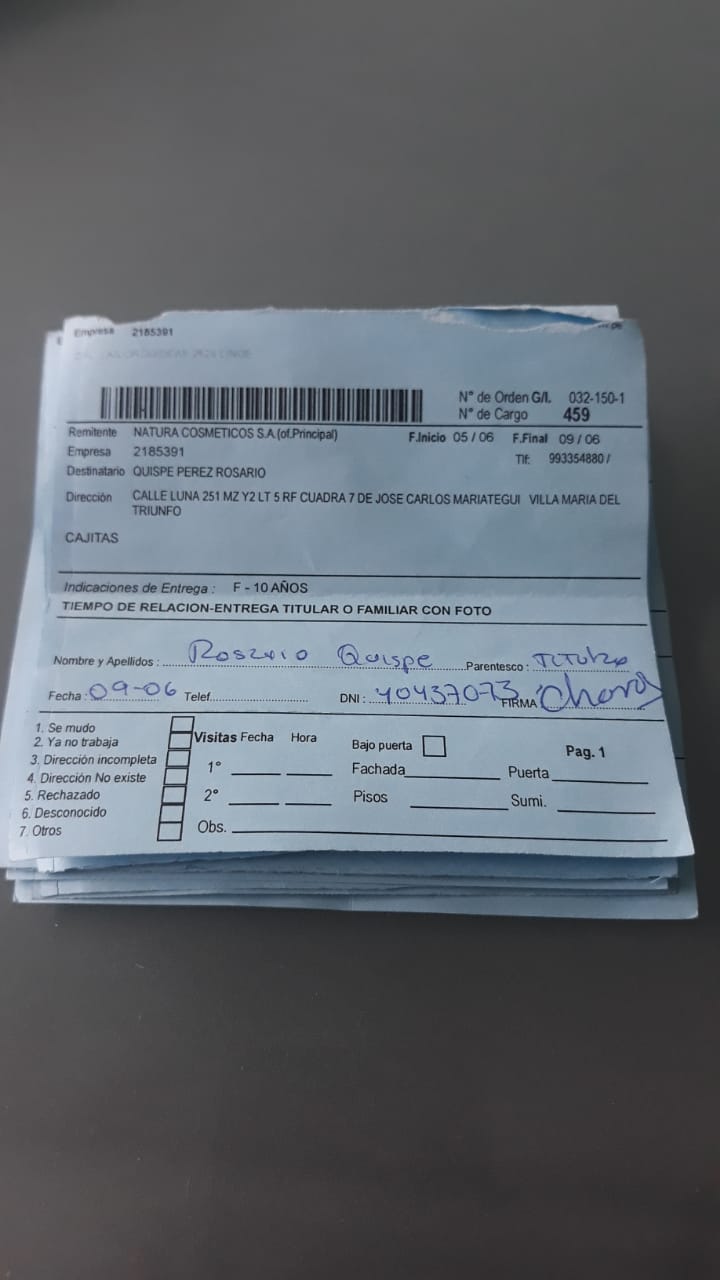 Empresa 2185391
N° de Orden G/I. 032-150-1
N° de Cargo 459
Remitente NATURA COSMETICOS S.A.(of.Principal) F.Inicio 05 / 06 F.Final 09 / 06
Empresa 2185391 Tlf: 993354880 /
Destinatario QUISPE PEREZ ROSARIO
Dirección CALLE LUNA 251 MZ Y2 LT 5 RF CUADRA 7 DE JOSE CARLOS MARIATEGUI VILLA MARIA DEL
TRIUNFO
CAJITAS
Indicaciones de Entrega : F - 10 AÑOS
TIEMPO DE RELACION-ENTREGA TITULAR O FAMILIAR CON FOTO
Nombre y Apellidos : Rosario Quispe Parentesco : Titular
Fecha : 09-06 Telef. DNI : 40437073 FIRMA
1. Se mudo
2. Ya no trabaja Visitas Fecha Hora Bajo puerta Pag. 1
3. Dirección incompleta 1° Fachada Puerta
4. Dirección No existe
5. Rechazado 2° Pisos Sumi.
6. Desconocido
7. Otros Obs.